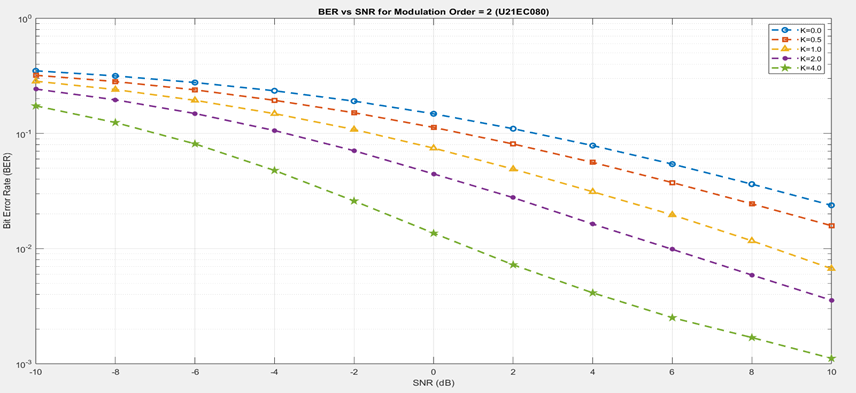 BER vs SNR for Modulation Order = 2 (U21EC080)
10^0
K=0.0
K=0.5
K=1.0
K=2.0
K=4.0
10^-1
Bit Error Rate (BER)
10^-2
10^-3
-10 -8 -6 -4 -2 0 2 4 6 8 10
SNR (dB)